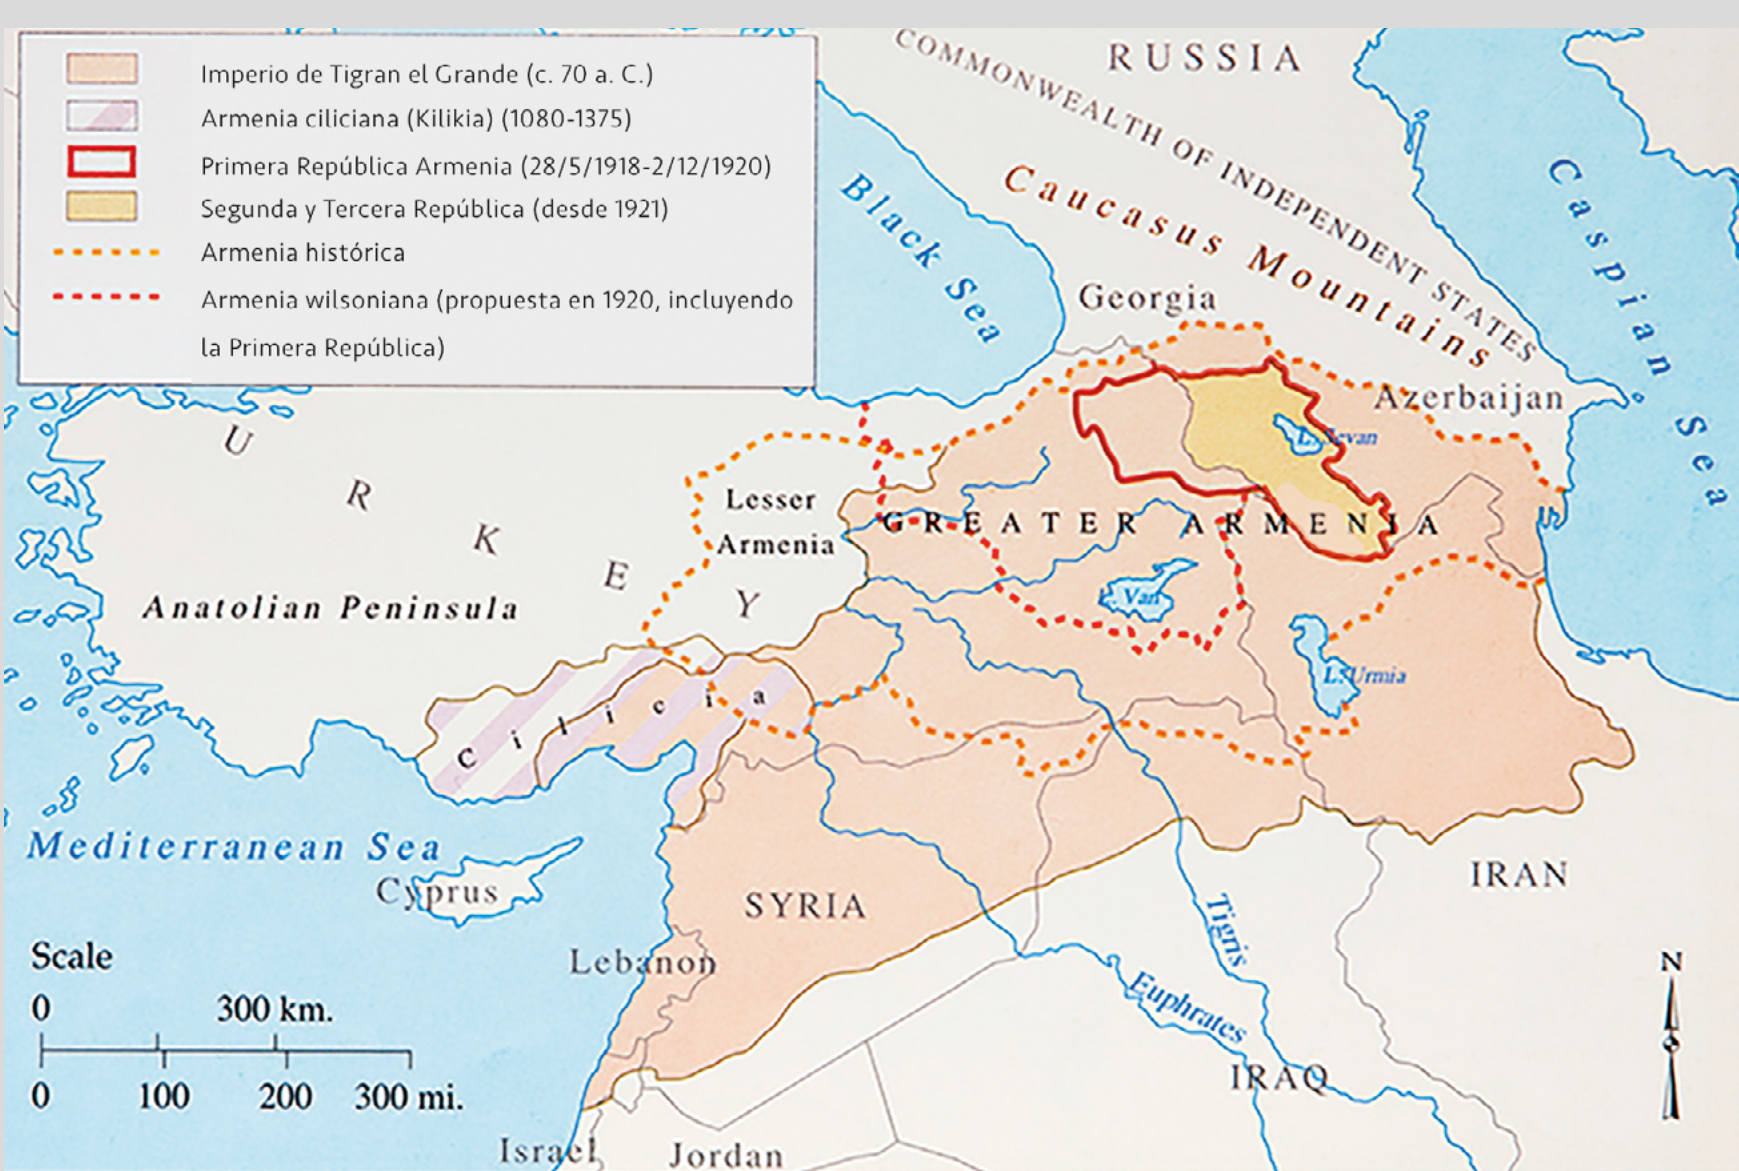 Imperio de Tigran el Grande (c. 70 a. C.)
Armenia ciliciana (Kilikia) (1080-1375)
Primera República Armenia (28/5/1918-2/12/1920)
Segunda y Tercera República (desde 1921)
Armenia histórica
Armenia wilsoniana (propuesta en 1920, incluyendo
la Primera República)
RUSSIA
COMMONWEALTH OF INDEPENDENT STATES
Caucasus Mountains
Caspian Sea
Black Sea
Georgia
Azerbaijan
L. Sevan
URKEY
Lesser
Armenia
GREATER ARMENIA
Anatolian Peninsula
L. Van
L. Urmia
Cilicia
Mediterranean Sea
Cyprus
SYRIA
IRAN
Tigris
Lebanon
Euphrates
IRAQ
Israel
Jordan
Scale
0 300 km.
0 100 200 300 mi.
N